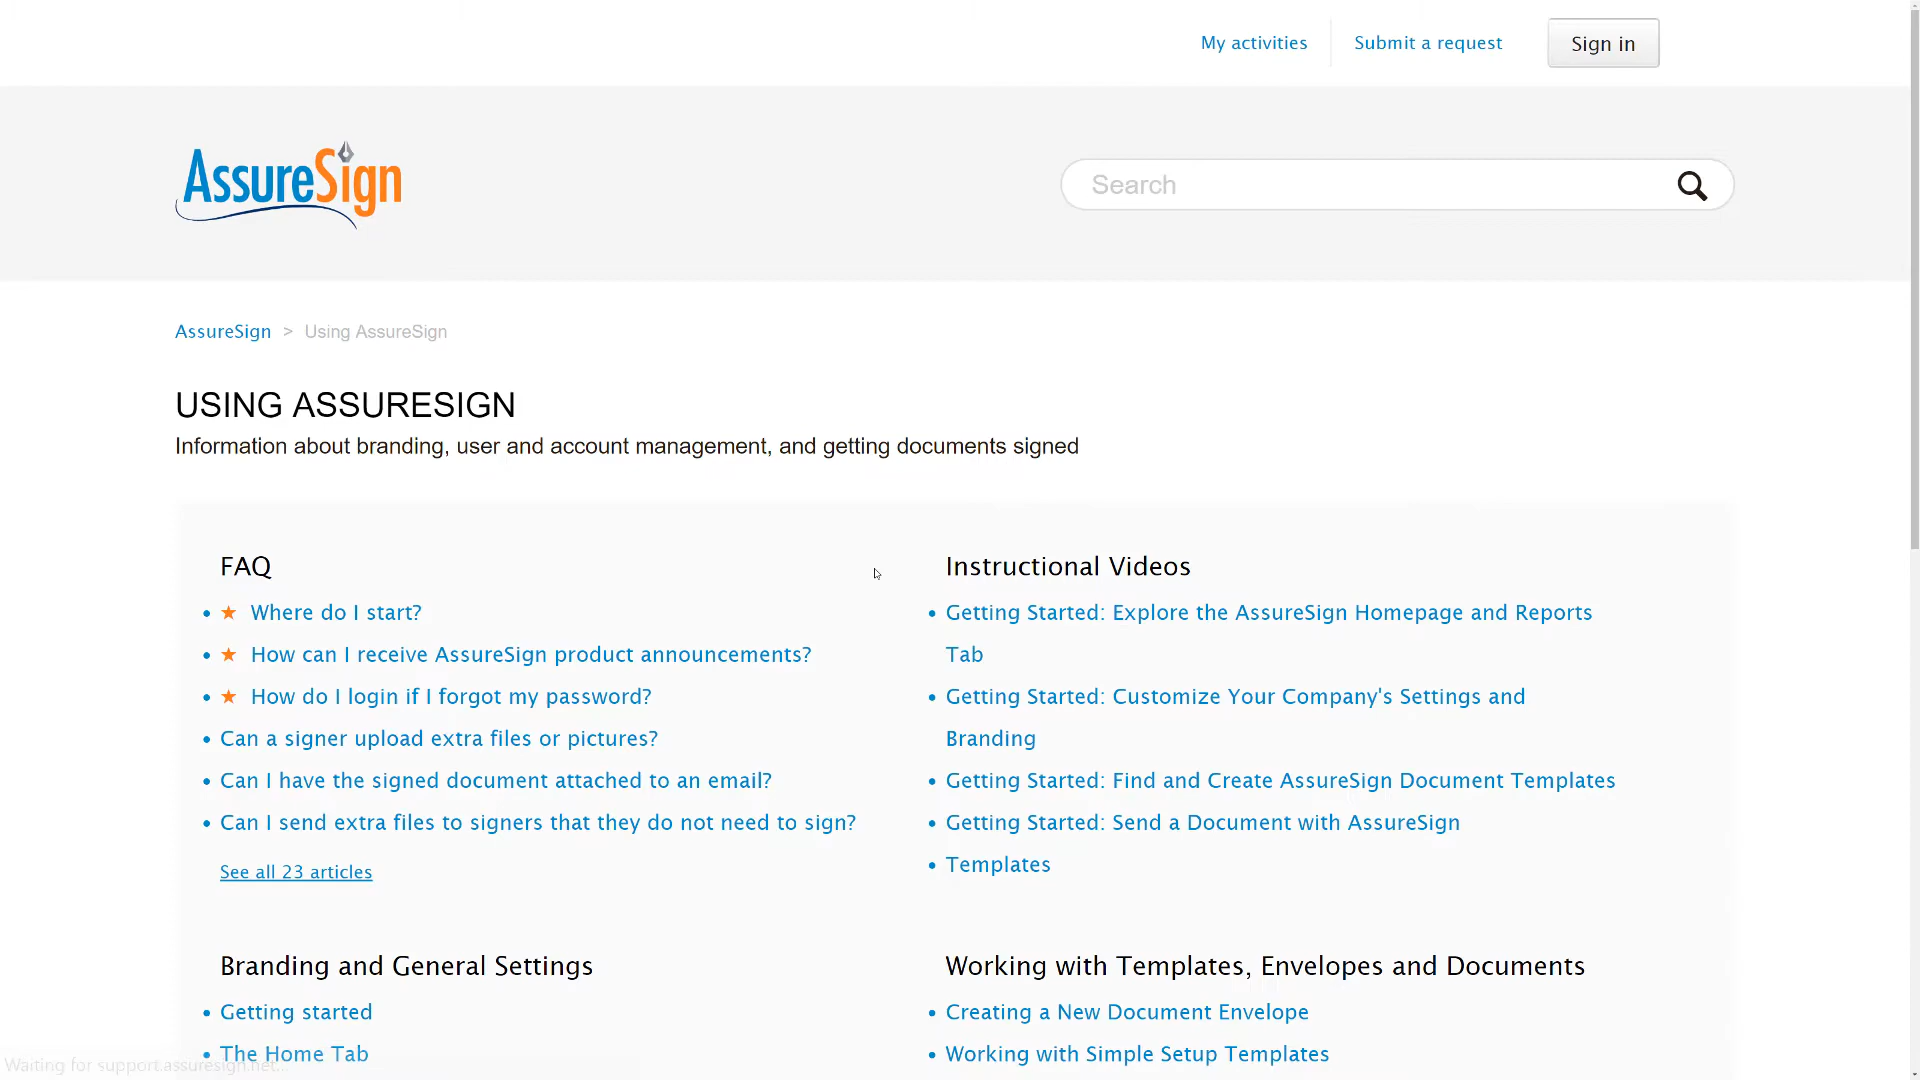 My activities
Submit a request
Sign in
AssureSign
Search
AssureSign > Using AssureSign
USING ASSURESIGN
Information about branding, user and account management, and getting documents signed
FAQ
★ Where do I start?
★ How can I receive AssureSign product announcements?
★ How do I login if I forgot my password?
Can a signer upload extra files or pictures?
Can I have the signed document attached to an email?
Can I send extra files to signers that they do not need to sign?
See all 23 articles
Instructional Videos
Getting Started: Explore the AssureSign Homepage and Reports
Tab
Getting Started: Customize Your Company's Settings and
Branding
Getting Started: Find and Create AssureSign Document Templates
Getting Started: Send a Document with AssureSign
Templates
Branding and General Settings
Getting started
The Home Tab
Working with Templates, Envelopes and Documents
Creating a New Document Envelope
Working with Simple Setup Templates
Waiting for support.assuresign.net...